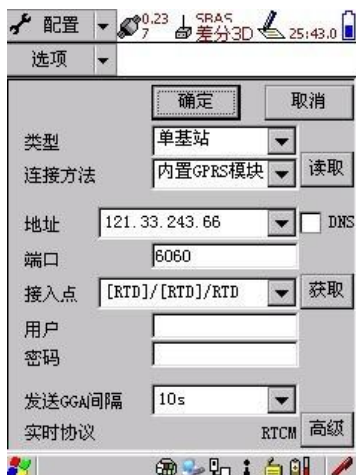 配置 0.23 7 SBAS 差分3D 25:43.0
选项
确定 取消
类型 单基站
连接方法 内置GPRS模块 读取
地址 121.33.243.66 DNS
端口 6060
接入点 [RTD]/[RTD]/RTD 获取
用户
密码
发送GGA间隔 10s
实时协议 RTCM 高级